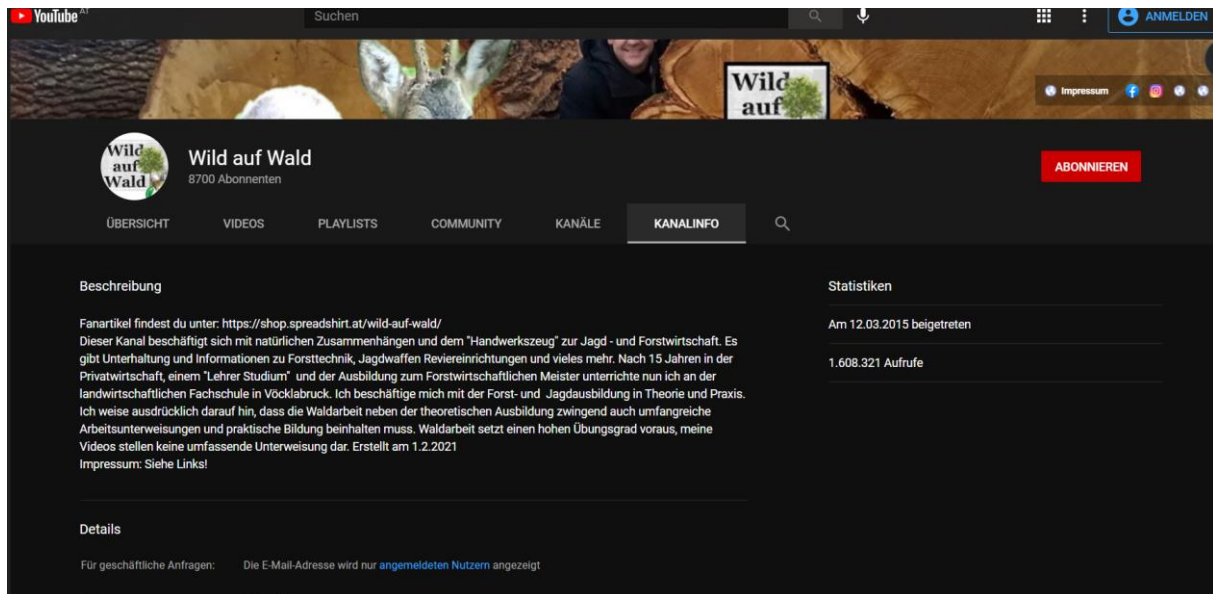 YouTube AT
Suchen
ANMELDEN
Wild
auf
Impressum
Wild
auf
Wald
Wild auf Wald
8700 Abonnenten
ABONNIEREN
ÜBERSICHT
VIDEOS
PLAYLISTS
COMMUNITY
KANÄLE
KANALINFO
Beschreibung
Fanartikel findest du unter: https://shop.spreadshirt.at/wild-auf-wald/
Dieser Kanal beschäftigt sich mit natürlichen Zusammenhängen und dem "Handwerkszeug" zur Jagd - und Forstwirtschaft. Es
gibt Unterhaltung und Informationen zu Forsttechnik, Jagdwaffen Reviereinrichtungen und vieles mehr. Nach 15 Jahren in der
Privatwirtschaft, einem "Lehrer Studium" und der Ausbildung zum Forstwirtschaftlichen Meister unterrichte nun ich an der
landwirtschaftlichen Fachschule in Vöcklabruck. Ich beschäftige mich mit der Forst- und Jagdausbildung in Theorie und Praxis.
Ich weise ausdrücklich darauf hin, dass die Waldarbeit neben der theoretischen Ausbildung zwingend auch umfangreiche
Arbeitsunterweisungen und praktische Bildung beinhalten muss. Waldarbeit setzt einen hohen Übungsgrad voraus, meine
Videos stellen keine umfassende Unterweisung dar. Erstellt am 1.2.2021
Impressum: Siehe Links!
Statistiken
Am 12.03.2015 beigetreten
1.608.321 Aufrufe
Details
Für geschäftliche Anfragen: Die E-Mail-Adresse wird nur angemeldeten Nutzern angezeigt